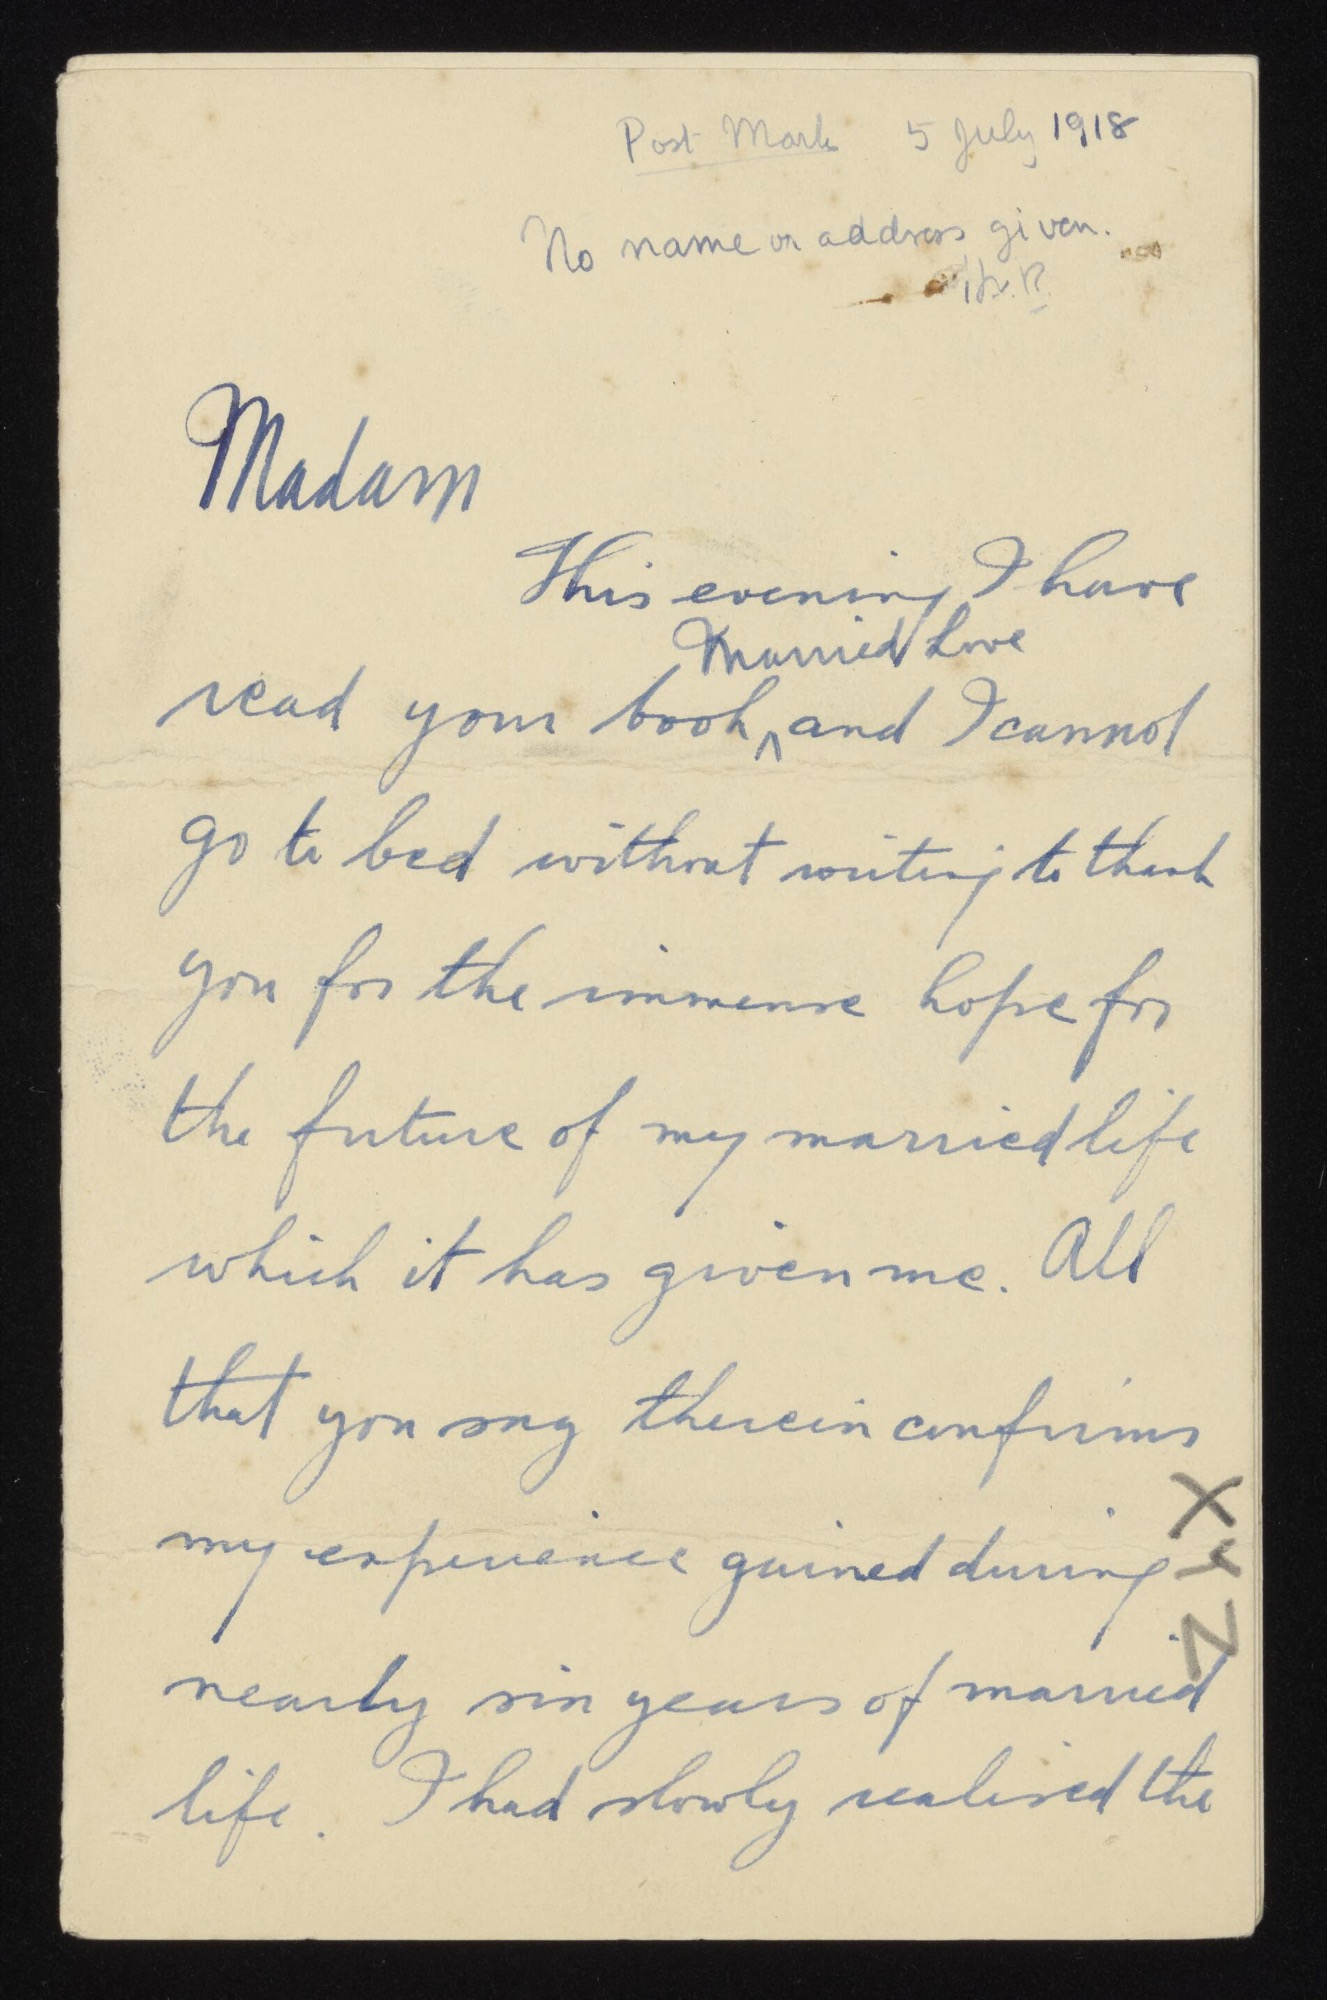 Post Mark 5 July 1918
No name or address given.
Madam
This evening I have
Married Love
read your book, and I cannot
go to bed without writing to thank
you for the immense hope for
the future of my married life
which it has given me. All
that you say therein confirms
my experience gained during
nearly six years of married
life. I had slowly realised the
XYZ